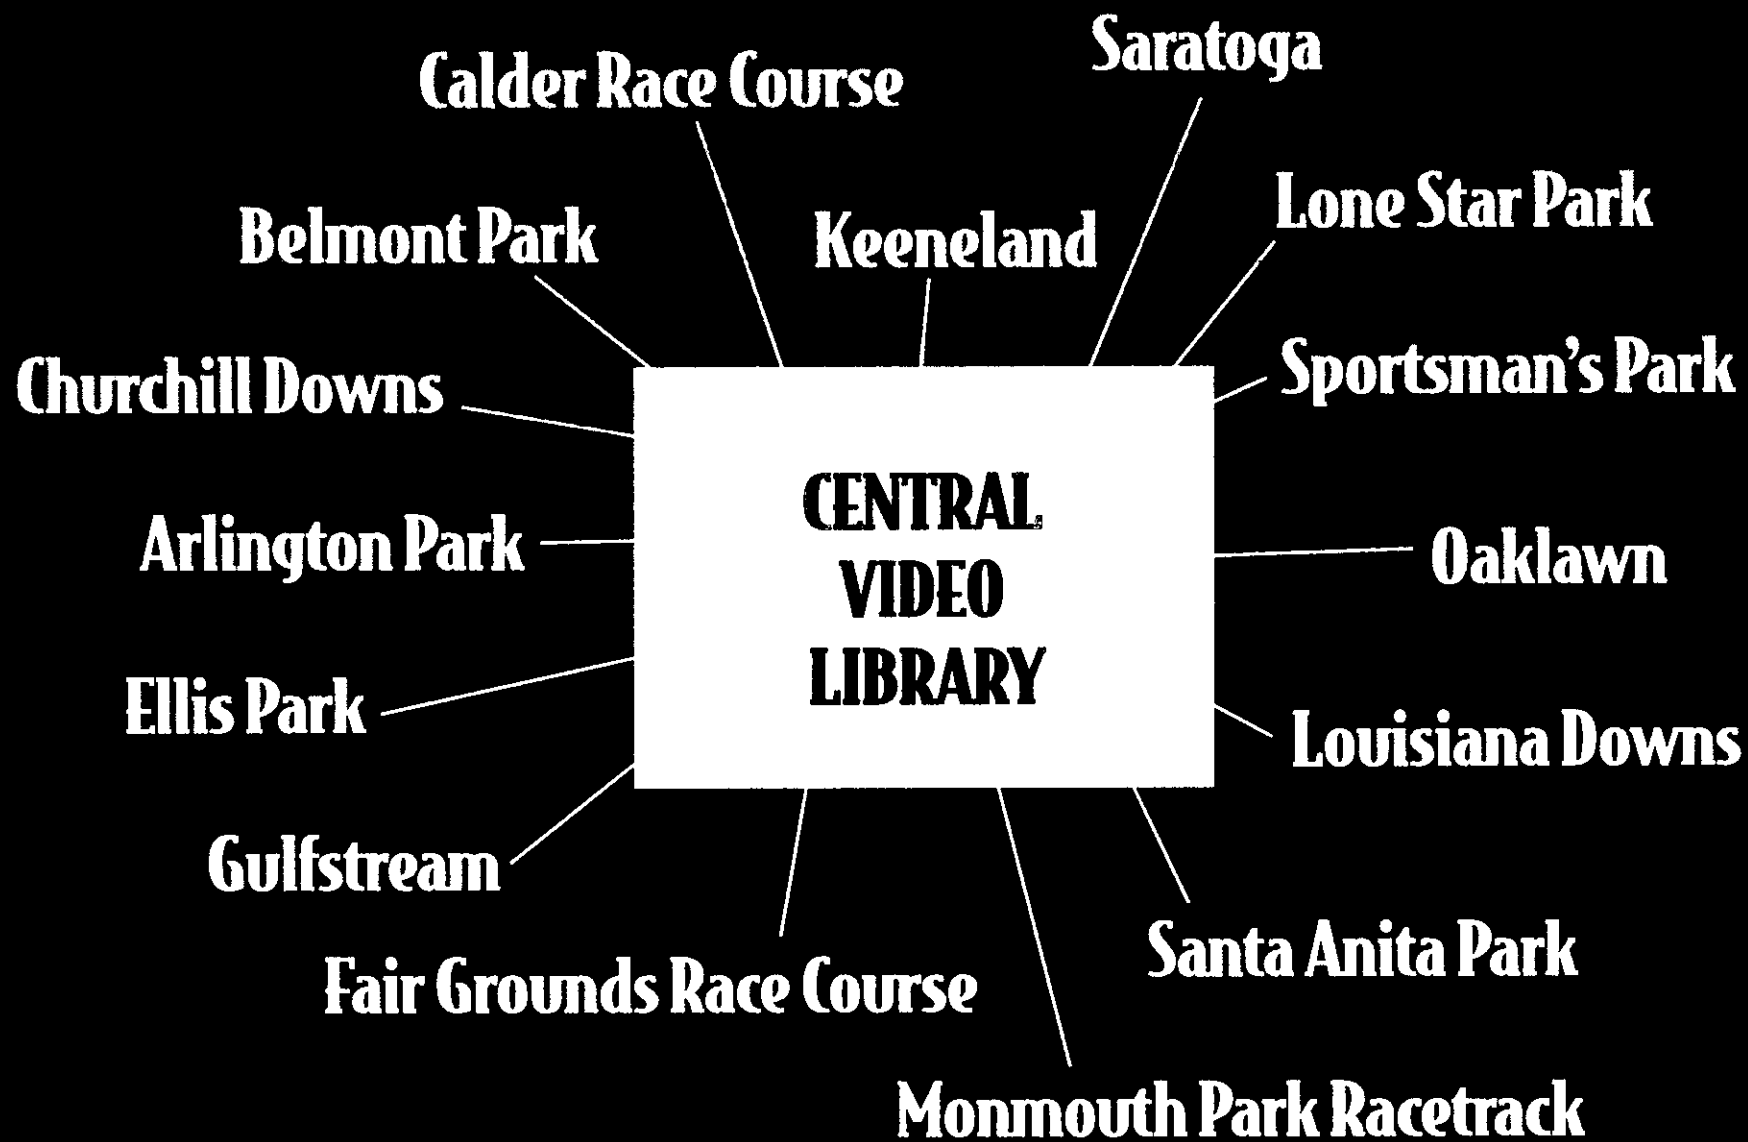 Saratoga
Calder Race Course
Lone Star Park
Belmont Park
Keeneland
Sportsman's Park
Churchill Downs
CENTRAL
VIDEO
LIBRARY
Arlington Park
Oaklawn
Ellis Park
Louisiana Downs
Gulfstream
Santa Anita Park
Fair Grounds Race Course
Monmouth Park Racetrack